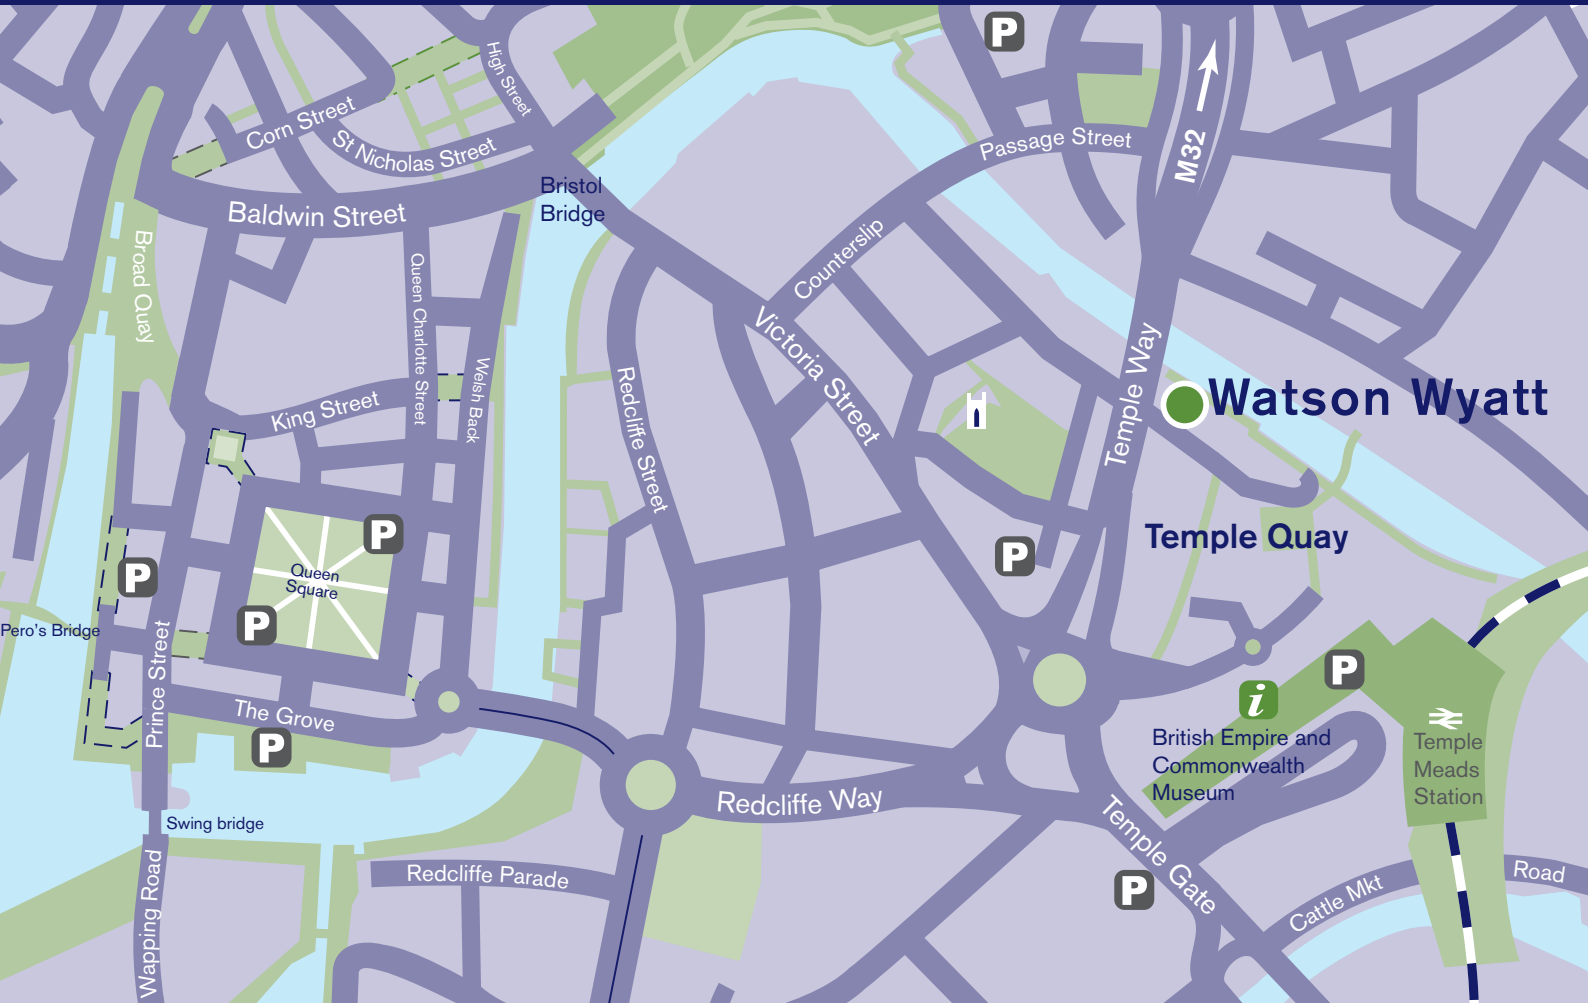 P
High Street
Corn Street
St Nicholas Street
Passage Street
M32
Bristol
Bridge
Baldwin Street
Broad Quay
Queen Charlotte Street
Counterslip
Victoria Street
Temple Way
Welsh Back
Redcliffe Street
King Street
Watson Wyatt
P
P
P
Temple Quay
Queen
Square
P
Pero's Bridge
Prince Street
P
i
The Grove
P
British Empire and
Commonwealth
Museum
Temple
Meads
Station
Redcliffe Way
Temple Gate
Swing bridge
Wapping Road
Redcliffe Parade
P
Cattle Mkt
Road